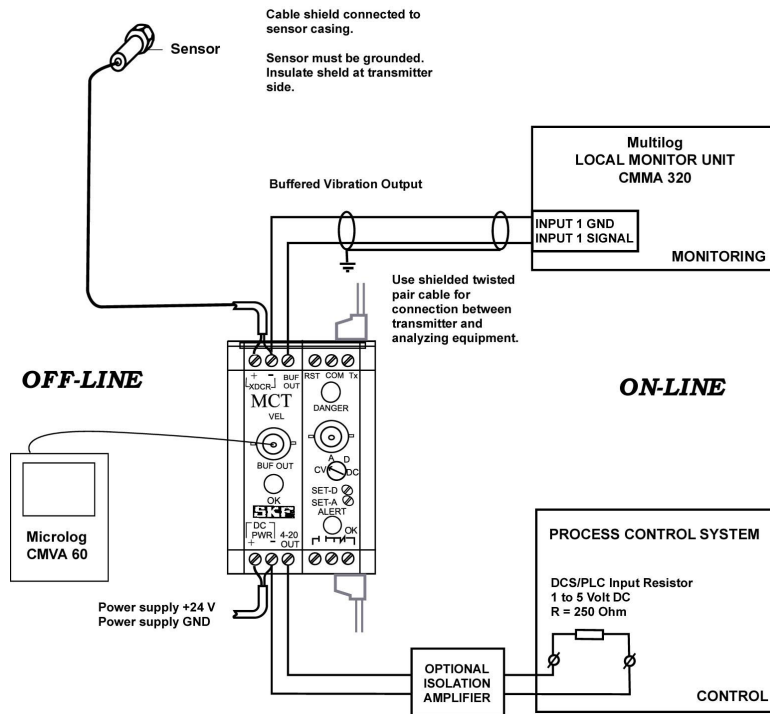 Cable shield connected to
sensor casing.
Sensor must be grounded.
Insulate sheld at transmitter
side.
Sensor
Multilog
LOCAL MONITOR UNIT
CMMA 320
INPUT 1 GND
INPUT 1 SIGNAL
MONITORING
Buffered Vibration Output
Use shielded twisted
pair cable for
connection between
transmitter and
analyzing equipment.
OFF-LINE
ON-LINE
+ - BUF
XDCR OUT
MCT
VEL
BUF OUT
OK
SKF
DC
PWR 4-20
+ - OUT
RST COM Tx
DANGER
A D
CV DC
SET-D
SET-A
ALERT
OK
Microlog
CMVA 60
Power supply +24 V
Power supply GND
OPTIONAL
ISOLATION
AMPLIFIER
PROCESS CONTROL SYSTEM
DCS/PLC Input Resistor
1 to 5 Volt DC
R = 250 Ohm
CONTROL